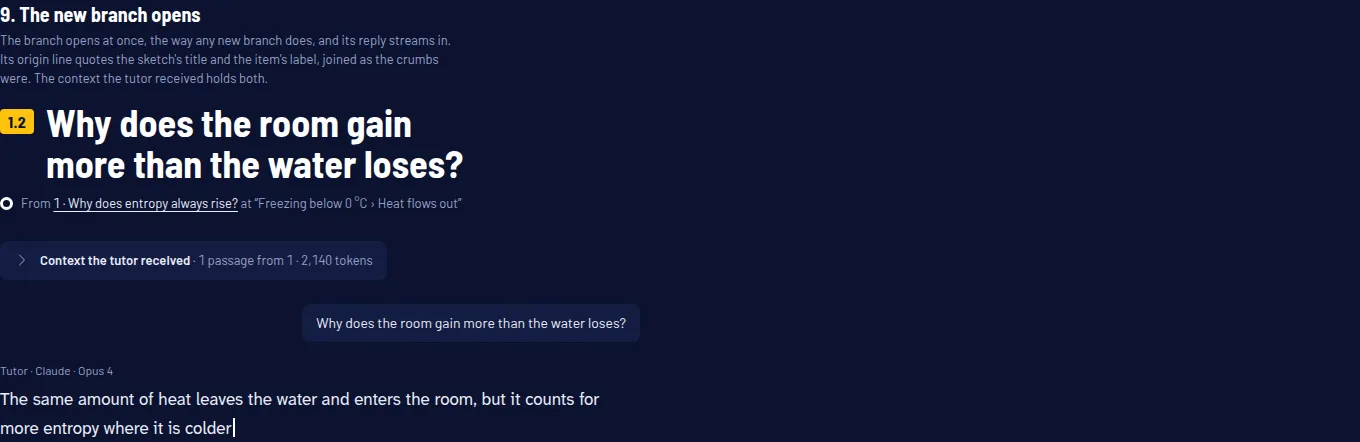 9. The new branch opens
The branch opens at once, the way any new branch does, and its reply streams in.
Its origin line quotes the sketch's title and the item's label, joined as the crumbs
were. The context the tutor received holds both.
1.2 Why does the room gain
more than the water loses?
From 1 · Why does entropy always rise? at “Freezing below 0 °C › Heat flows out”
Context the tutor received · 1 passage from 1 · 2,140 tokens
Why does the room gain more than the water loses?
Tutor · Claude · Opus 4
The same amount of heat leaves the water and enters the room, but it counts for
more entropy where it is colder